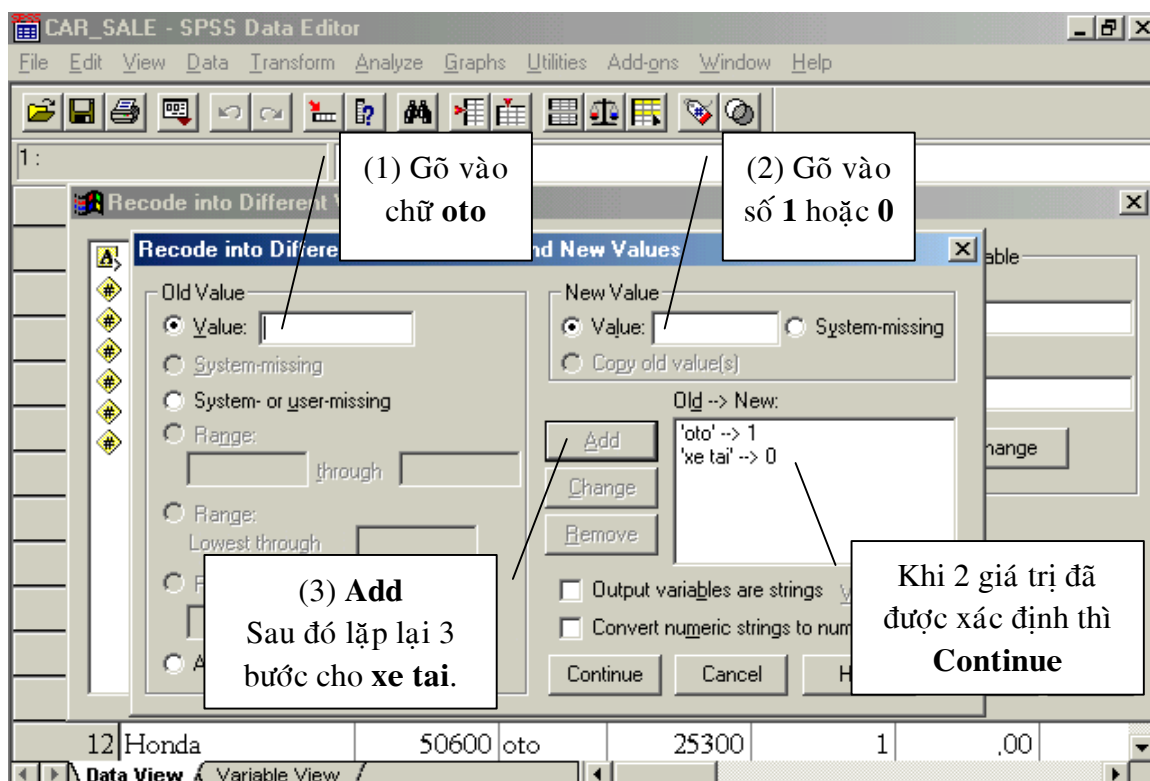 CAR_SALE - SPSS Data Editor
File Edit View Data Transform Analyze Graphs Utilities Add-ons Window Help
1 :
(1) Gõ vào
chữ oto
(2) Gõ vào
số 1 hoặc 0
Recode into Different
Recode into Differe
nd New Values
able
Old Value
Value:
System-missing
System- or user-missing
Range:
through
Range:
Lowest through
New Value
Value:
System-missing
Copy old value(s)
Old --> New:
'oto' --> 1
'xe tai' --> 0
Add
Change
Remove
hange
(3) Add
Sau đó lặp lại 3
bước cho xe tai.
Output variables are strings
Convert numeric strings to num
Khi 2 giá trị đã
được xác định thì
Continue
Continue
Cancel
H
12 Honda 50600 oto 25300 1 ,00
Data View Variable View